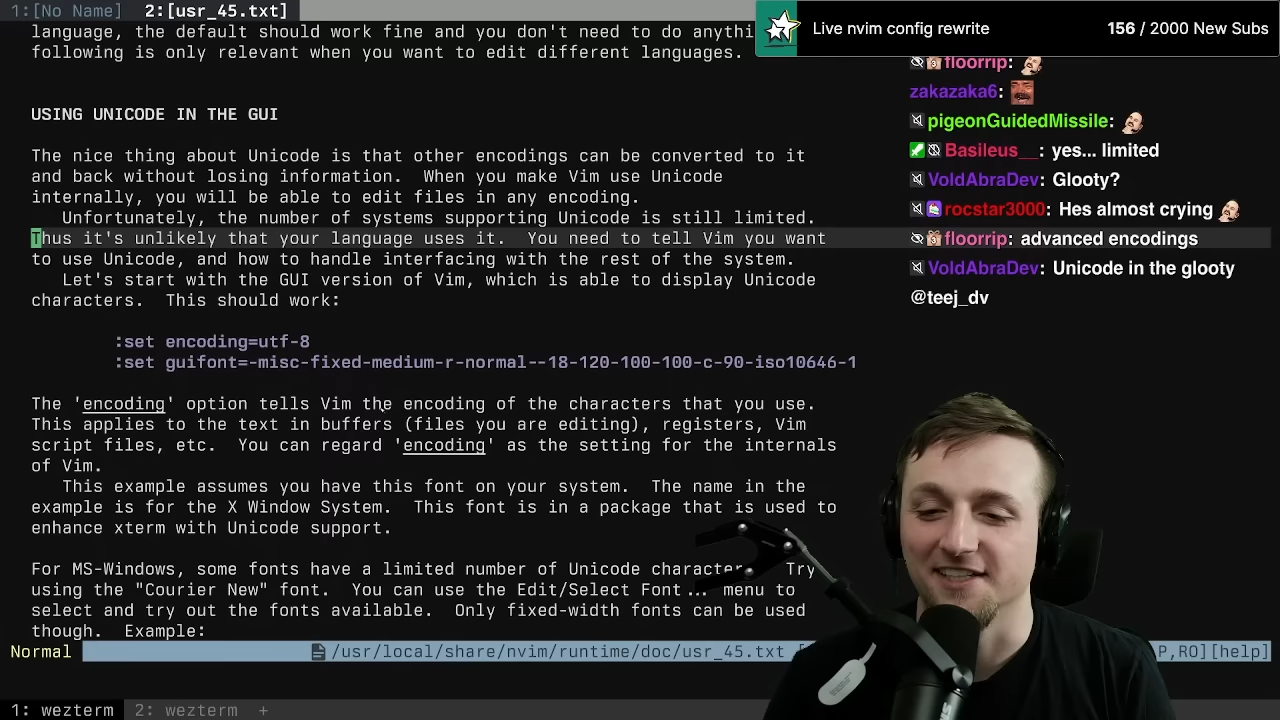 1:[No Name]  2:[usr_45.txt]
language, the default should work fine and you don't need to do anythi
following is only relevant when you want to edit different languages.
USING UNICODE IN THE GUI
The nice thing about Unicode is that other encodings can be converted to it
and back without losing information.  When you make Vim use Unicode
internally, you will be able to edit files in any encoding.
Unfortunately, the number of systems supporting Unicode is still limited.
Thus it's unlikely that your language uses it.  You need to tell Vim you want
to use Unicode, and how to handle interfacing with the rest of the system.
Let's start with the GUI version of Vim, which is able to display Unicode
characters.  This should work:
:set encoding=utf-8
:set guifont=-misc-fixed-medium-r-normal--18-120-100-100-c-90-iso10646-1
The 'encoding' option tells Vim the encoding of the characters that you use.
This applies to the text in buffers (files you are editing), registers, Vim
script files, etc.  You can regard 'encoding' as the setting for the internals
of Vim.
This example assumes you have this font on your system.  The name in the
example is for the X Window System.  This font is in a package that is used to
enhance xterm with Unicode support.
For MS-Windows, some fonts have a limited number of Unicode character.  Try
using the "Courier New" font.  You can use the Edit/Select Font... menu to
select and try out the fonts available.  Only fixed-width fonts can be used
though.  Example:
Normal /usr/local/share/nvim/runtime/doc/usr_45.txt [ P,RO][help]
1: wezterm  2: wezterm  +
Live nvim config rewrite 156 / 2000 New Subs
floorrip:
zakazaka6:
pigeonGuidedMissile:
Basileus__: yes... limited
VoldAbraDev: Glooty?
rocstar3000: Hes almost crying
floorrip: advanced encodings
VoldAbraDev: Unicode in the glooty
@teej_dv